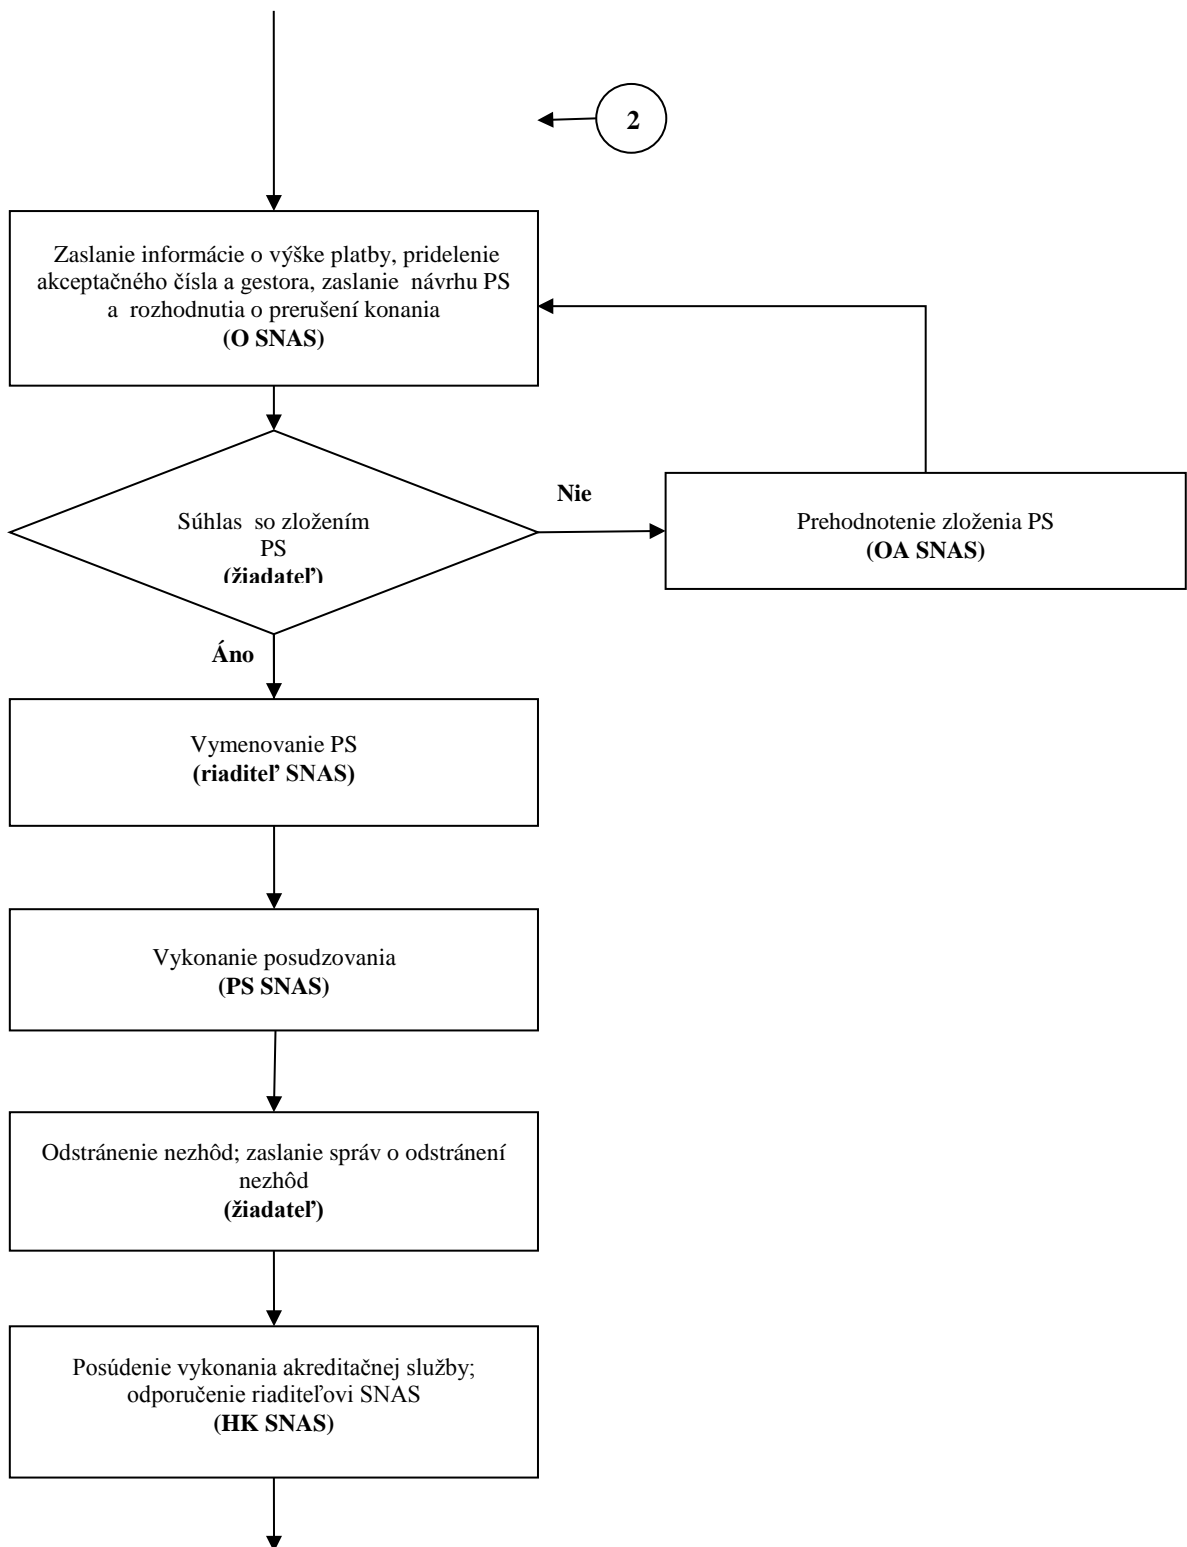 2
Zaslanie informácie o výške platby, pridelenie
akceptačného čísla a gestora, zaslanie návrhu PS
a rozhodnutia o prerušení konania
(O SNAS)
Súhlas so zložením
PS
(žiadateľ)
Nie
Prehodnotenie zloženia PS
(OA SNAS)
Áno
Vymenovanie PS
(riaditeľ SNAS)
Vykonanie posudzovania
(PS SNAS)
Odstránenie nezhôd; zaslanie správ o odstránení
nezhôd
(žiadateľ)
Posúdenie vykonania akreditačnej služby;
odporučenie riaditeľovi SNAS
(HK SNAS)